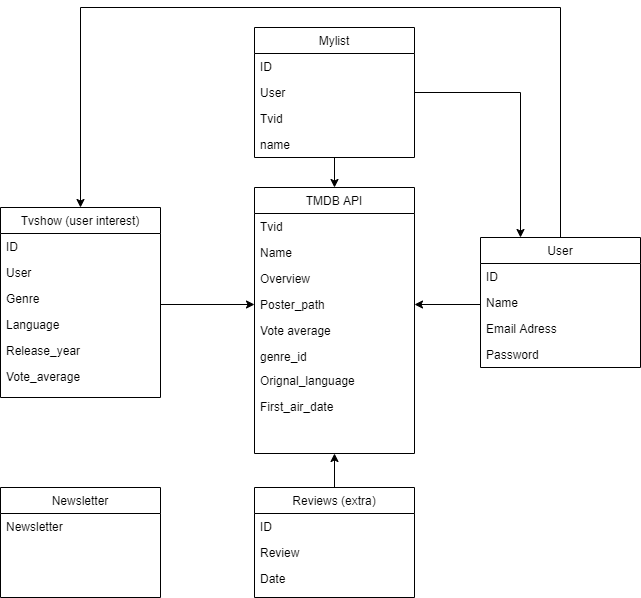 Mylist
ID
User
Tvid
name
Tvshow (user interest)
ID
User
Genre
Language
Release_year
Vote_average
TMDB API
Tvid
Name
Overview
Poster_path
Vote average
genre_id
Orignal_language
First_air_date
User
ID
Name
Email Adress
Password
Newsletter
Newsletter
Reviews (extra)
ID
Review
Date